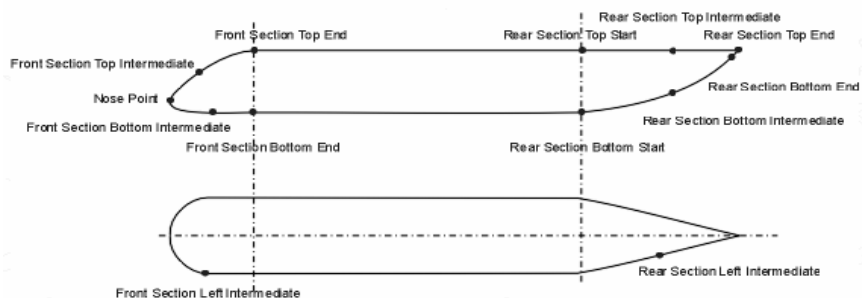 Rear Section Top Intermediate
Front Section Top End
Rear Section Top Start
Rear Section Top End
Front Section Top Intermediate
Nose Point
Rear Section Bottom End
Front Section Bottom Intermediate
Rear Section Bottom Intermediate
Front Section Bottom End
Rear Section Bottom Start
Rear Section Left Intermediate
Front Section Left Intermediate